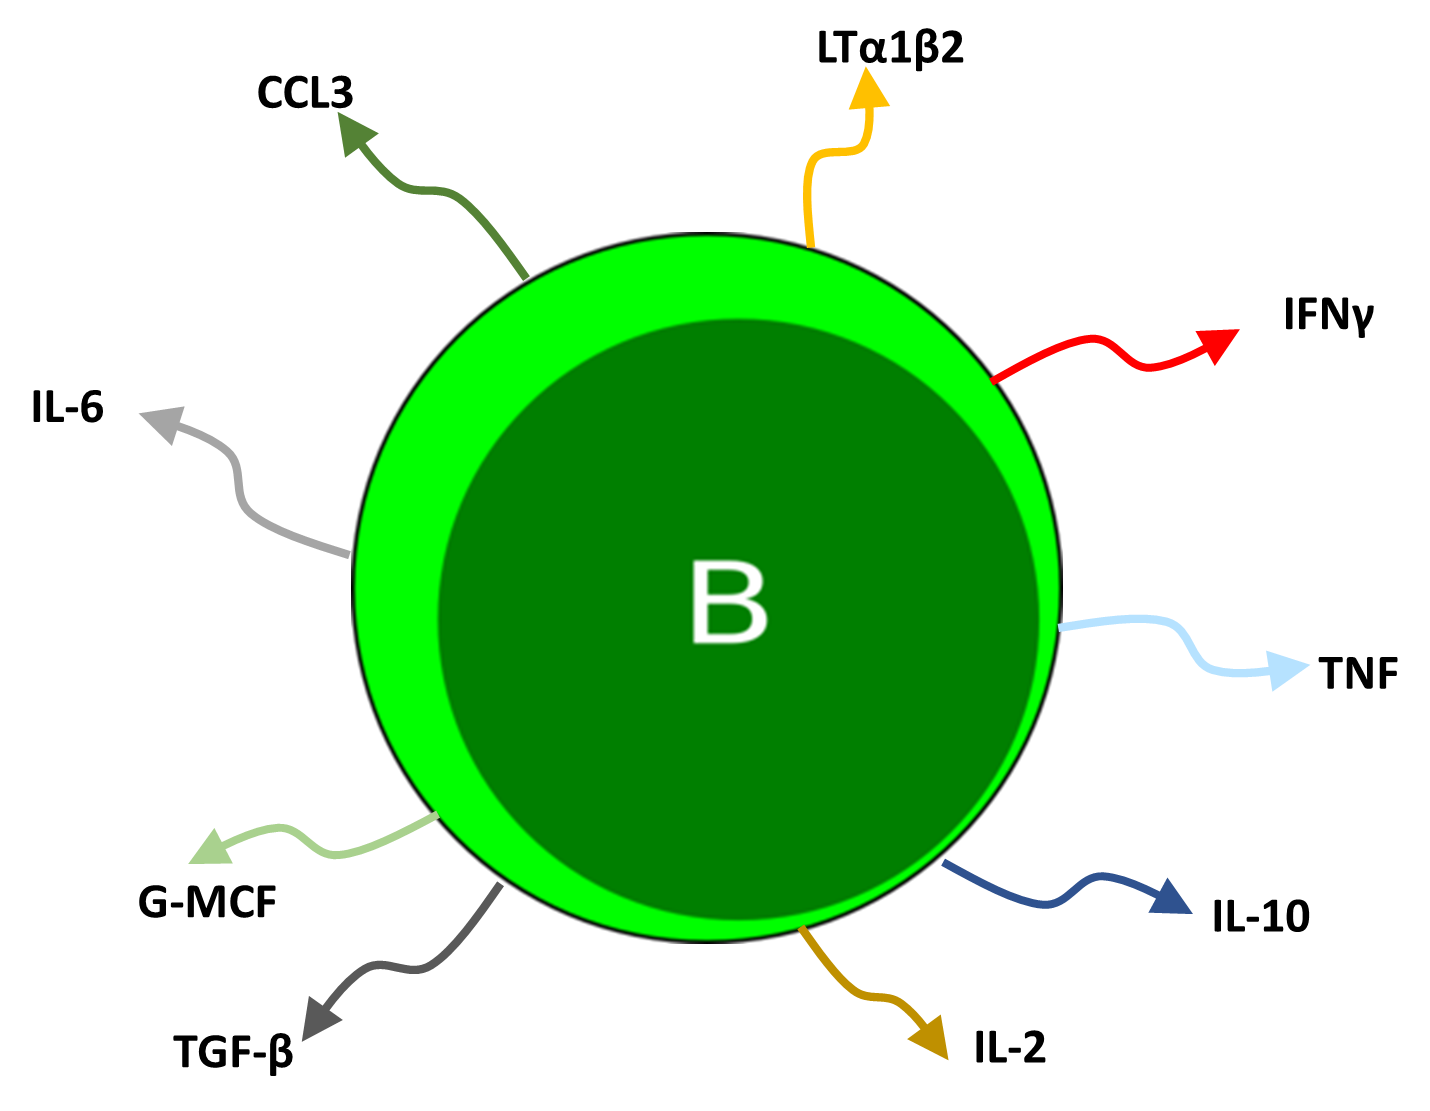 LTα1β2
CCL3
IFNγ
IL-6
B
TNF
G-MCF
IL-10
TGF-β
IL-2